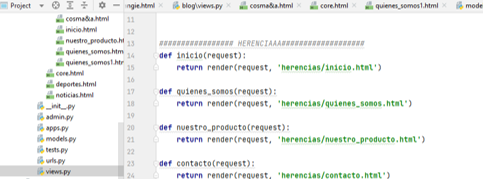 Project
engie.html
blog\views.py
cosma&a.html
core.html
quienes_somos1.html
mode
cosma&a.html
inicio.html
nuestro_producto.h
quienes_somos.html
quienes_somos1.html
core.html
deportes.html
noticias.html
__init__.py
admin.py
apps.py
models.py
tests.py
urls.py
views.py
11
12
13 ################# HERENCIAAA###################
14 def inicio(request):
15 return render(request, 'herencias/inicio.html')
16
17 def quienes_somos(request):
18 return render(request, 'herencias/quienes_somos.html')
19
20 def nuestro_producto(request):
21 return render(request, 'herencias/nuestro_producto.html')
22
23 def contacto(request):
24 return render(request, 'herencias/contacto.html')